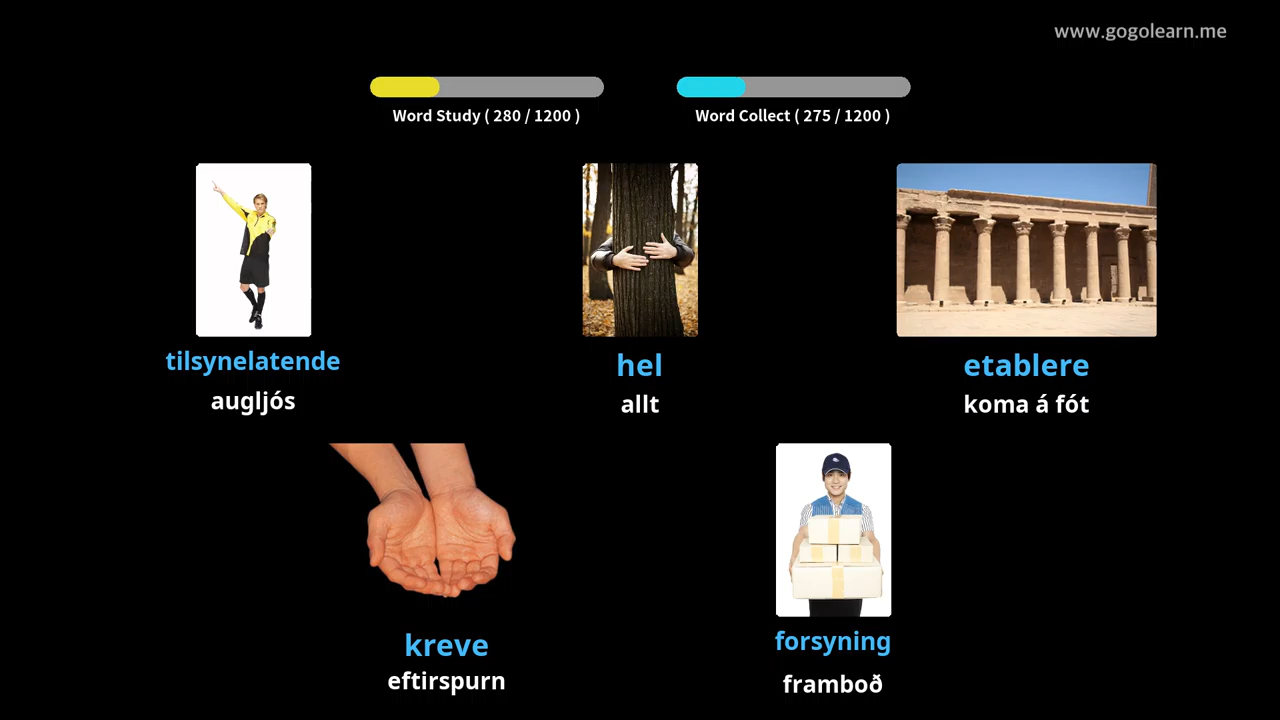 www.gogolearn.me
Word Study ( 280 / 1200 )
Word Collect ( 275 / 1200 )
tilsynelatende
augljós
hel
allt
etablere
koma á fót
kreve
eftirspurn
forsyning
framboð